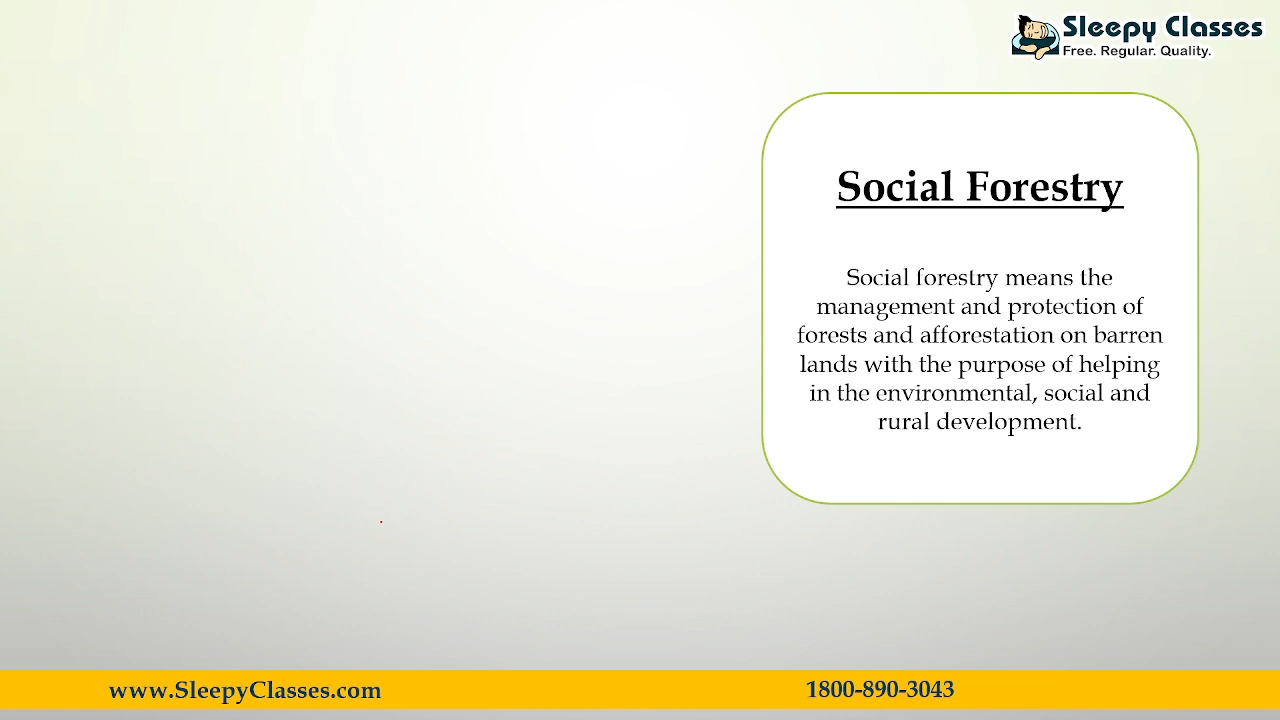 Sleepy Classes
Free. Regular. Quality.
Social Forestry
Social forestry means the
management and protection of
forests and afforestation on barren
lands with the purpose of helping
in the environmental, social and
rural development.
www.SleepyClasses.com
1800-890-3043